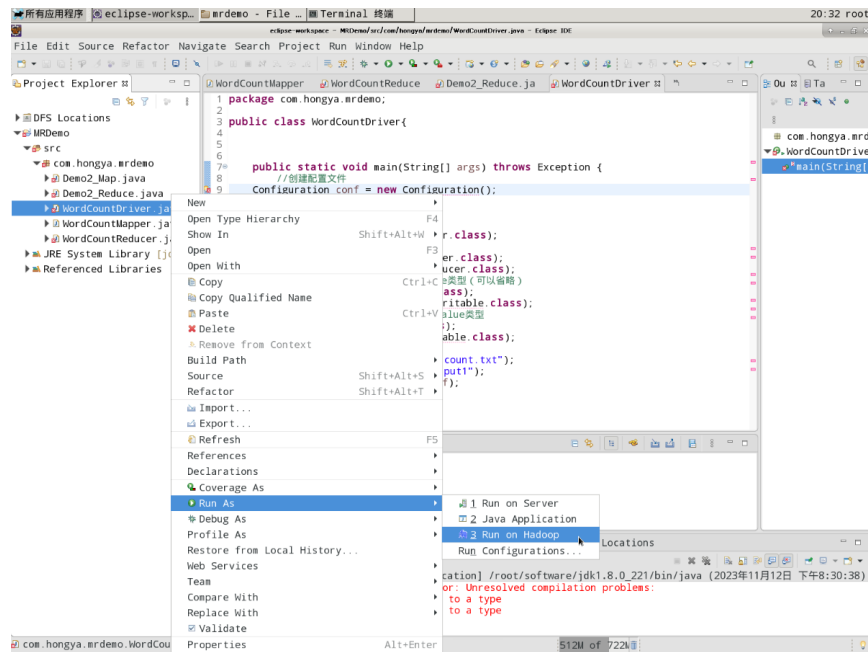 所有应用程序 eclipse-worksp... mrdemo - File ... Terminal 终端 20:32 root
eclipse-workspace - MRDemo/src/com/hongya/mrdemo/WordCountDriver.java - Eclipse IDE
File Edit Source Refactor Navigate Search Project Run Window Help
Project Explorer WordCountMapper WordCountReduce Demo2_Reduce.ja WordCountDriver Ou Ta
1 package com.hongya.mrdemo;
2
3 public class WordCountDriver{
4
5
6
7 public static void main(String[] args) throws Exception {
8 //创建配置文件
9 Configuration conf = new Configuration();
DFS Locations
MRDemo
src
com.hongya.mrdemo
Demo2_Map.java
Demo2_Reduce.java
WordCountDriver.ja
WordCountMapper.ja
WordCountReducer.j
JRE System Library [jd
Referenced Libraries
com.hongya.mrd
WordCountDrive
main(String[
New
Open Type Hierarchy F4
Show In Shift+Alt+W
Open F3
Open With
Copy Ctrl+C
Copy Qualified Name
Paste Ctrl+V
Delete
Remove from Context
Build Path
Source Shift+Alt+S
Refactor Shift+Alt+T
Import...
Export...
Refresh F5
References
Declarations
Coverage As
Run As
Debug As
Profile As
Restore from Local History...
Web Services
Team
Compare With
Replace With
Validate
Properties Alt+Enter
r.class);
er.class);
ucer.class);
e类型（可以省略）
ass);
ritable.class);
alue类型
s);
able.class);
count.txt");
put1");
f);
1 Run on Server
2 Java Application
3 Run on Hadoop
Run Configurations...
Locations
cation] /root/software/jdk1.8.0_221/bin/java (2023年11月12日 下午8:30:38)
or: Unresolved compilation problems:
to a type
to a type
com.hongya.mrdemo.WordCou
512M of 722M